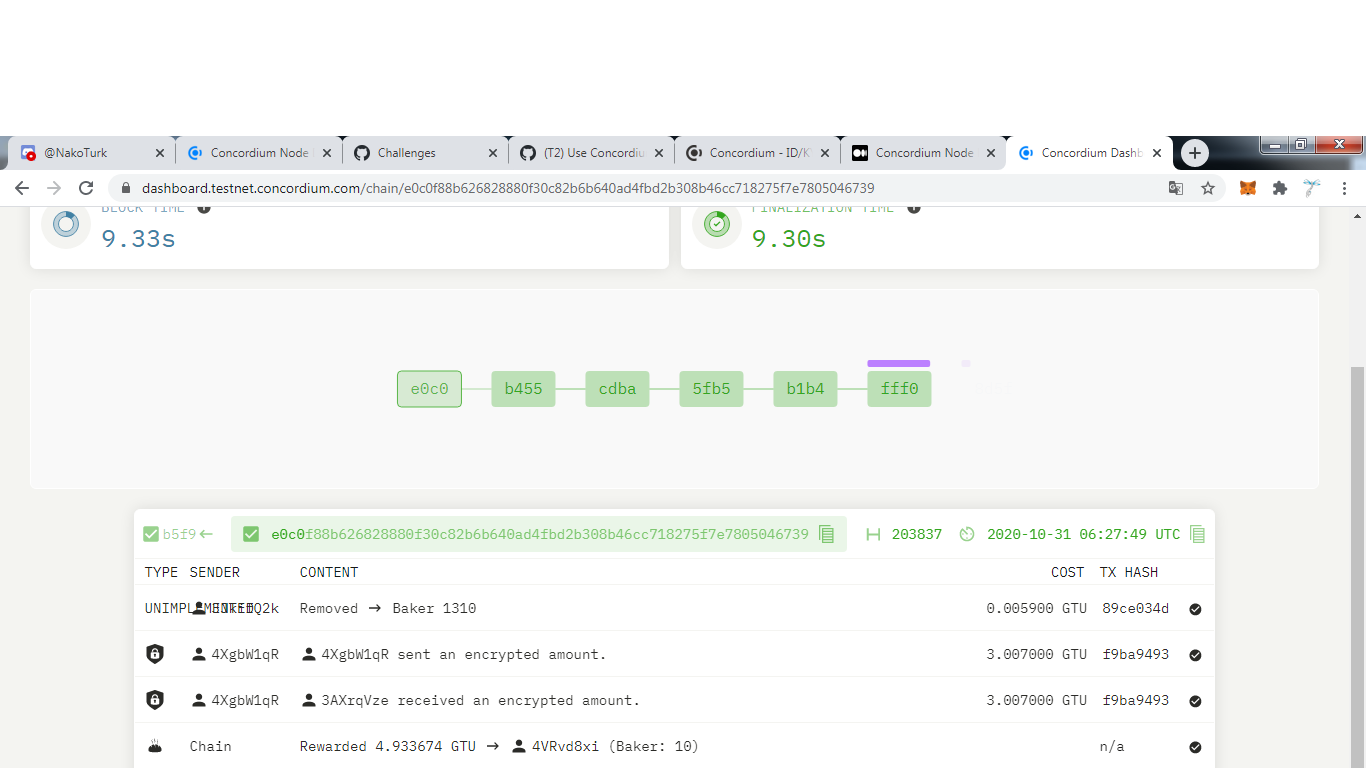 @NakoTurk
Concordium Node
Challenges
(T2) Use Concordiu
Concordium - ID/K
Concordium Node
Concordium Dashb
dashboard.testnet.concordium.com/chain/e0c0f88b626828880f30c82b6b640ad4fbd2b308b46cc718275f7e7805046739
BLOCK TIME
FINALIZATION TIME
9.33s
9.30s
e0c0 b455 cdba 5fb5 b1b4 fff0
b5f9 ← e0c0f88b626828880f30c82b6b640ad4fbd2b308b46cc718275f7e7805046739 203837 2020-10-31 06:27:49 UTC
TYPE SENDER CONTENT COST TX HASH
Removed → Baker 1310 0.005900 GTU 89ce034d
4XgbW1qR 4XgbW1qR sent an encrypted amount. 3.007000 GTU f9ba9493
4XgbW1qR 3AXrqVze received an encrypted amount. 3.007000 GTU f9ba9493
Chain Rewarded 4.933674 GTU → 4VRvd8xi (Baker: 10) n/a